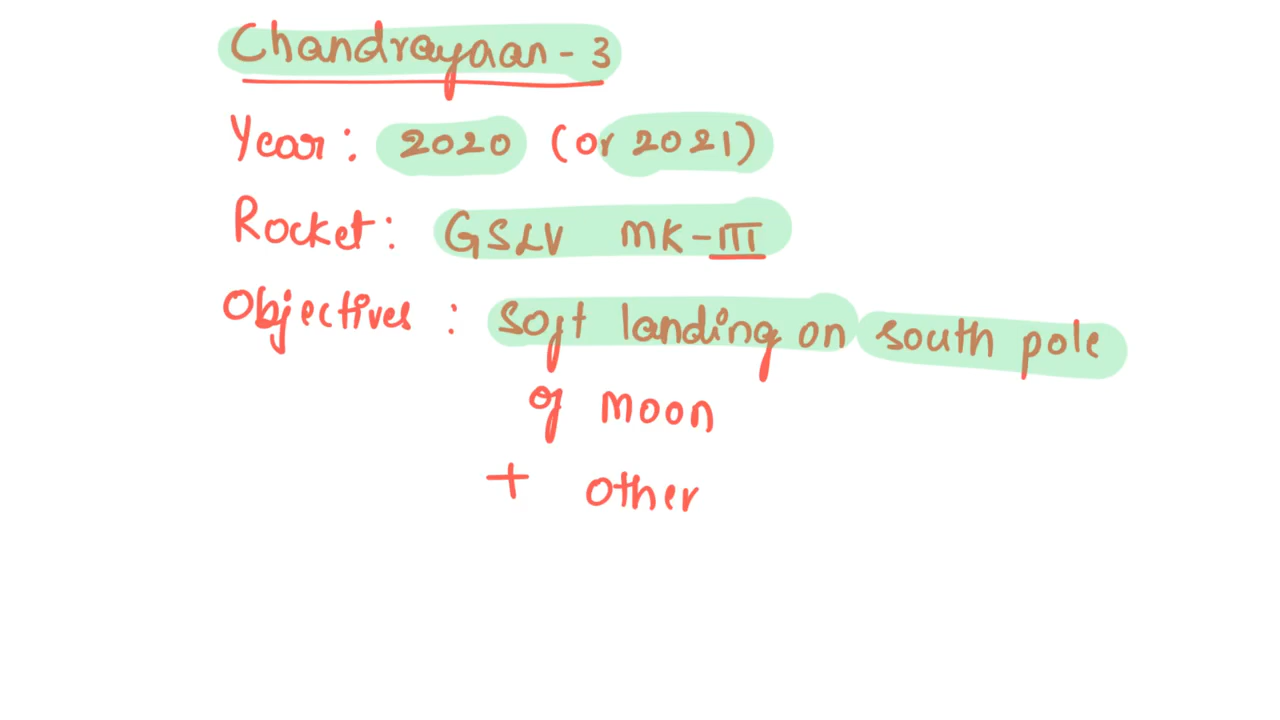 Chandrayaan - 3
Year : 2020 (or 2021)
Rocket : GSLV MK-III
Objectives : Soft landing on south pole
of Moon
+ other